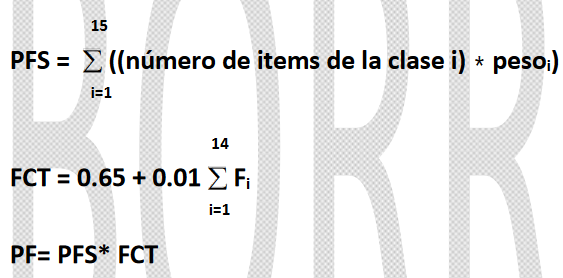 15
PFS = ∑ ((número de items de la clase i) * pesoᵢ)
i=1
14
FCT = 0.65 + 0.01 ∑ Fᵢ
i=1
PF= PFS* FCT
BORR